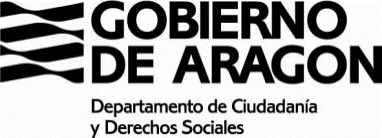 GOBIERNO
DE ARAGON
Departamento de Ciudadanía
y Derechos Sociales